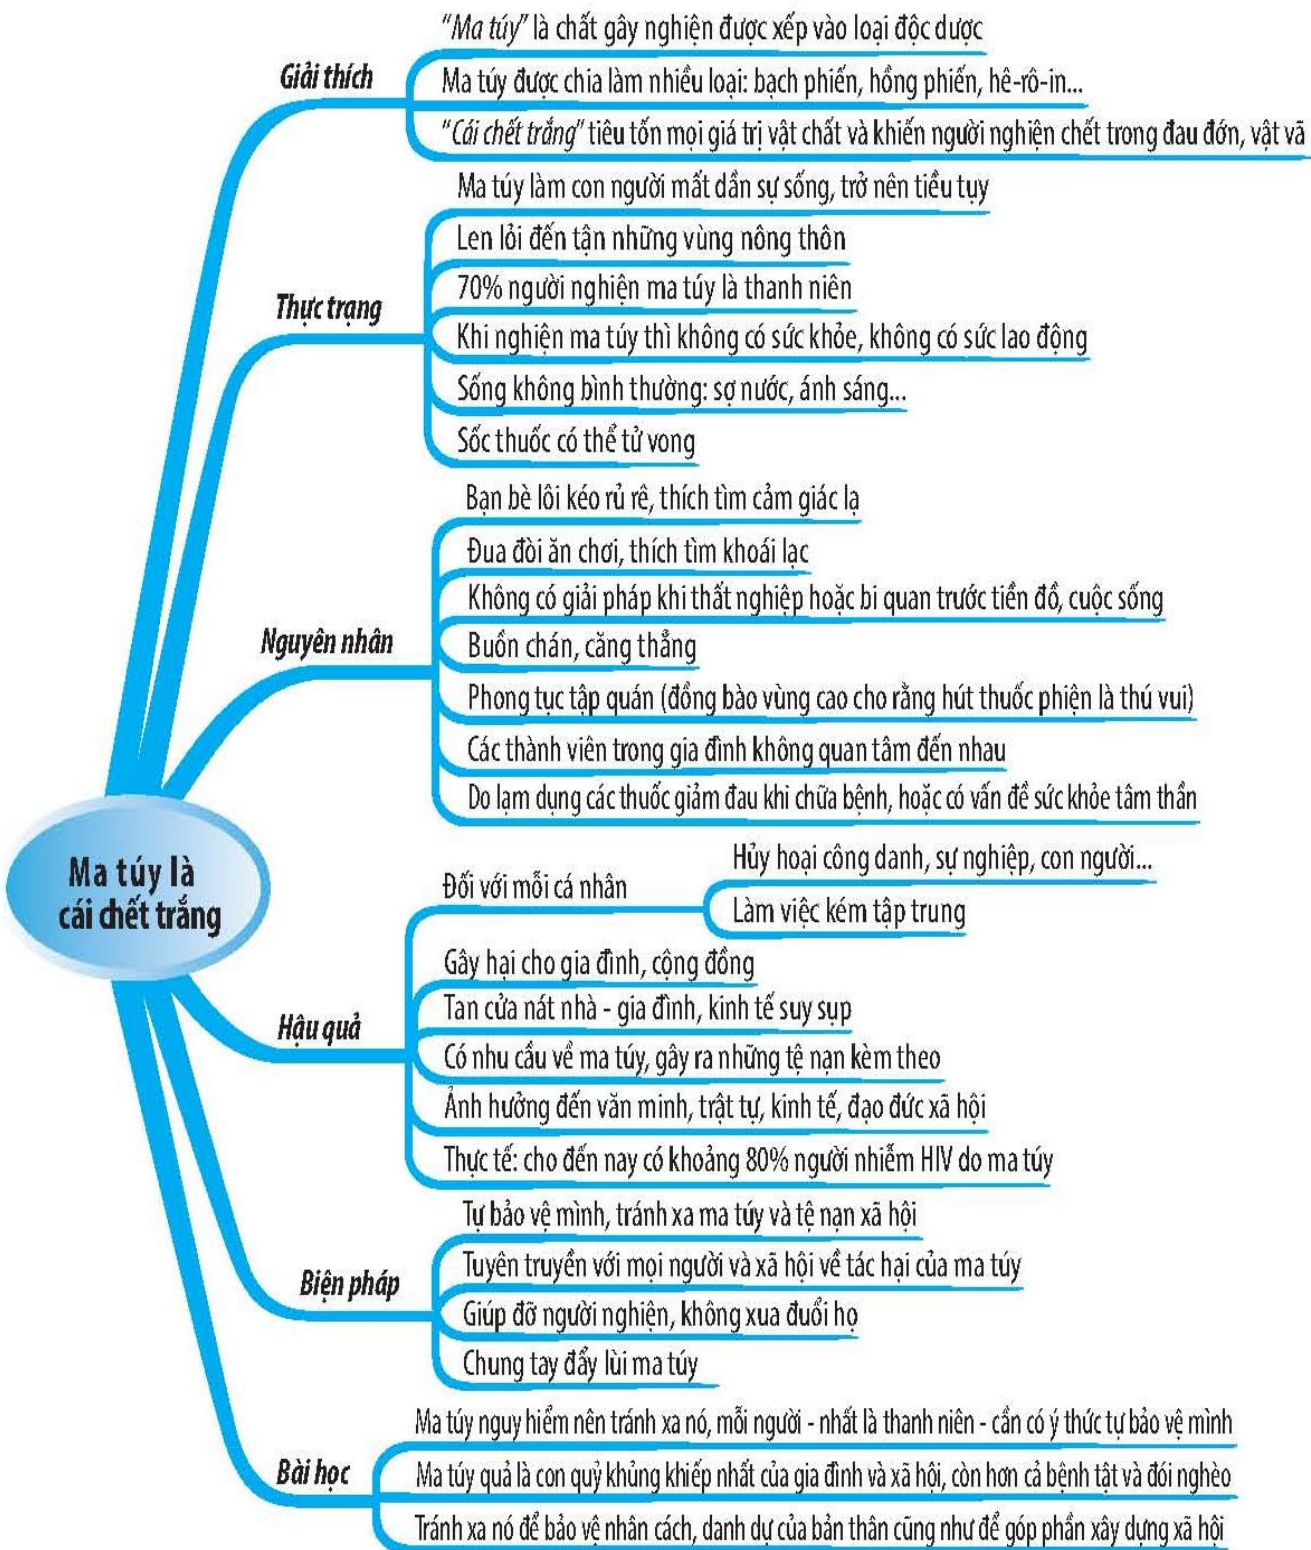 "Ma túy" là chất gây nghiện được xếp vào loại độc dược
Giải thích
Ma túy được chia làm nhiều loại: bạch phiến, hồng phiến, hê-rô-in...
"Cái chết trắng" tiêu tốn mọi giá trị vật chất và khiến người nghiện chết trong đau đớn, vật vã
Ma túy làm con người mất dần sự sống, trở nên tiều tụy
Len lỏi đến tận những vùng nông thôn
70% người nghiện ma túy là thanh niên
Thực trạng
Khi nghiện ma túy thì không có sức khỏe, không có sức lao động
Sống không bình thường: sợ nước, ánh sáng...
Sốc thuốc có thể tử vong
Bạn bè lôi kéo rủ rê, thích tìm cảm giác lạ
Đua đòi ăn chơi, thích tìm khoái lạc
Không có giải pháp khi thất nghiệp hoặc bi quan trước tiền đồ, cuộc sống
Nguyên nhân
Buồn chán, căng thẳng
Phong tục tập quán (đồng bào vùng cao cho rằng hút thuốc phiện là thú vui)
Các thành viên trong gia đình không quan tâm đến nhau
Do lạm dụng các thuốc giảm đau khi chữa bệnh, hoặc có vấn đề sức khỏe tâm thần
Ma túy là
cái chết trắng
Đối với mỗi cá nhân
Hủy hoại công danh, sự nghiệp, con người...
Làm việc kém tập trung
Gây hại cho gia đình, cộng đồng
Tan cửa nát nhà - gia đình, kinh tế suy sụp
Hậu quả
Có nhu cầu về ma túy, gây ra những tệ nạn kèm theo
Ảnh hưởng đến văn minh, trật tự, kinh tế, đạo đức xã hội
Thực tế: cho đến nay có khoảng 80% người nhiễm HIV do ma túy
Tự bảo vệ mình, tránh xa ma túy và tệ nạn xã hội
Tuyên truyền với mọi người và xã hội về tác hại của ma túy
Biện pháp
Giúp đỡ người nghiện, không xua đuổi họ
Chung tay đẩy lùi ma túy
Ma túy nguy hiểm nên tránh xa nó, mỗi người - nhất là thanh niên - cần có ý thức tự bảo vệ mình
Bài học
Ma túy quả là con quỷ khủng khiếp nhất của gia đình và xã hội, còn hơn cả bệnh tật và đói nghèo
Tránh xa nó để bảo vệ nhân cách, danh dự của bản thân cũng như để góp phần xây dựng xã hội